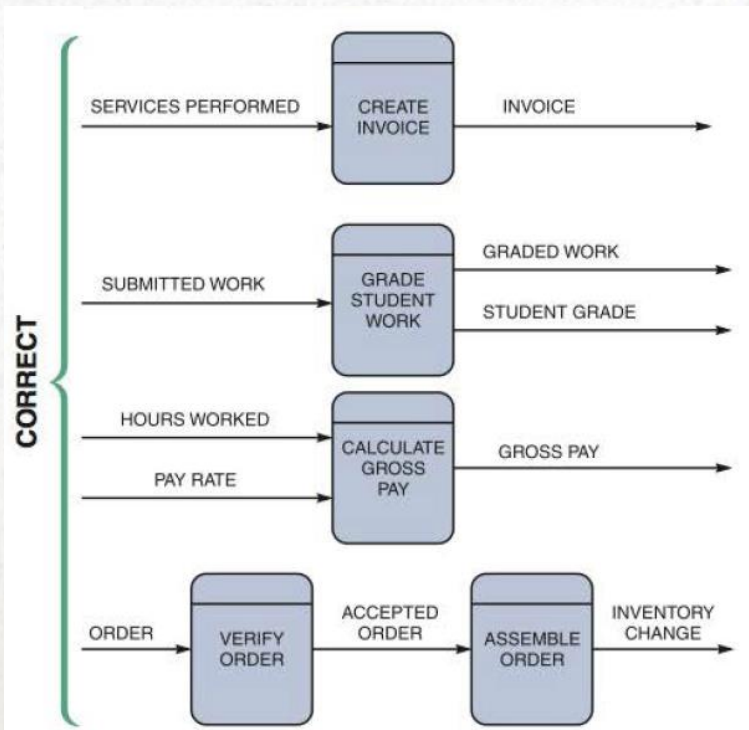 CORRECT
SERVICES PERFORMED
CREATE
INVOICE
INVOICE
SUBMITTED WORK
GRADE
STUDENT
WORK
GRADED WORK
STUDENT GRADE
HOURS WORKED
PAY RATE
CALCULATE
GROSS
PAY
GROSS PAY
ORDER
VERIFY
ORDER
ACCEPTED
ORDER
ASSEMBLE
ORDER
INVENTORY
CHANGE